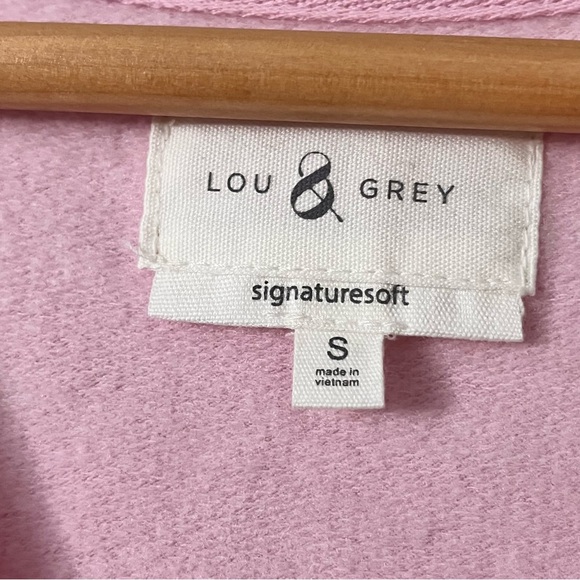 LOU & GREY
signaturesoft
S
made in
vietnam